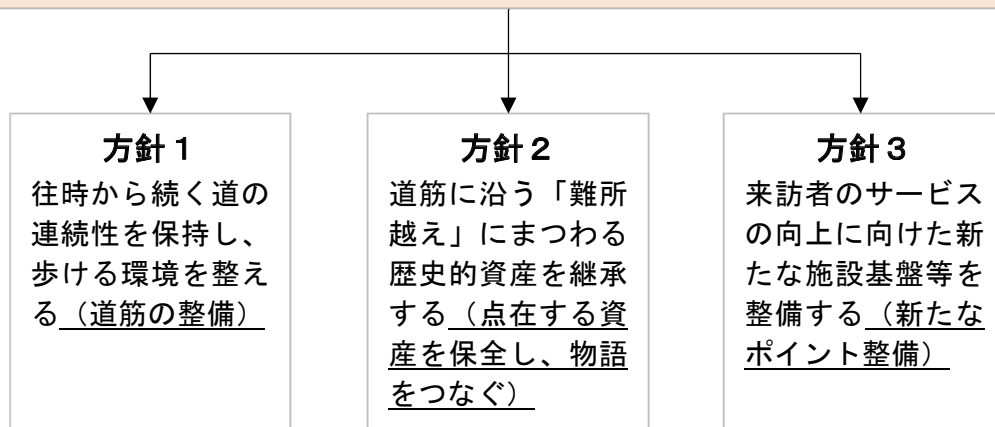 方針１
往時から続く道の
連続性を保持し、
歩ける環境を整え
る（道筋の整備）
方針２
道筋に沿う「難所
越え」にまつわる
歴史的資産を継承
する（点在する資
産を保全し、物語
をつなぐ）
方針３
来訪者のサービス
の向上に向けた新
たな施設基盤等を
整備する（新たな
ポイント整備）